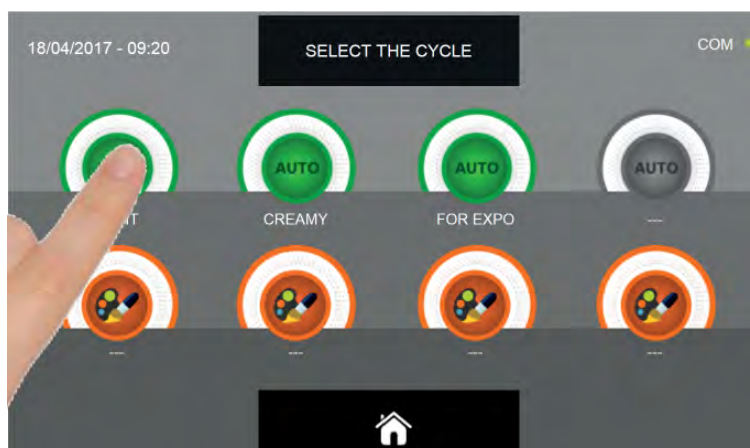 18/04/2017 - 09:20
SELECT THE CYCLE
COM
AUTO
AUTO
AUTO
CREAMY
FOR EXPO
---
---
---
---
---